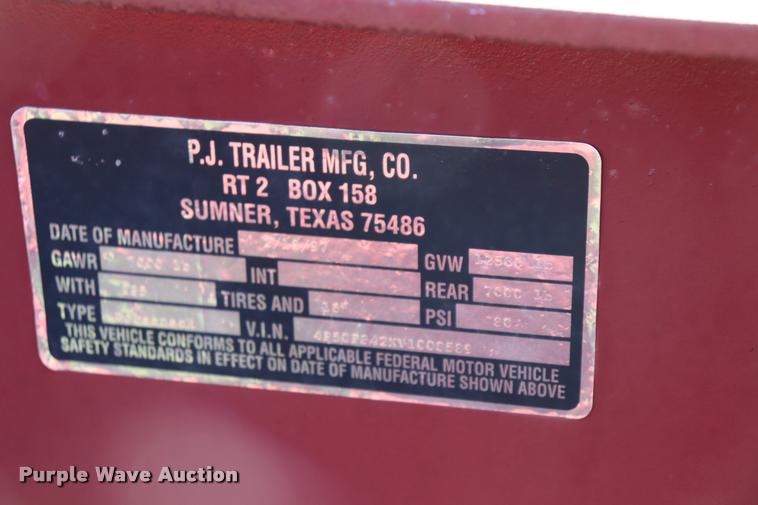 P.J. TRAILER MFG, CO.
RT 2 BOX 158
SUMNER, TEXAS 75486
DATE OF MANUFACTURE
GAWR INT GVW
WITH TIRES AND REAR 7000 lb
TYPE V.I.N. PSI
THIS VEHICLE CONFORMS TO ALL APPLICABLE FEDERAL MOTOR VEHICLE
SAFETY STANDARDS IN EFFECT ON DATE OF MANUFACTURE SHOWN ABOVE
Purple Wave Auction